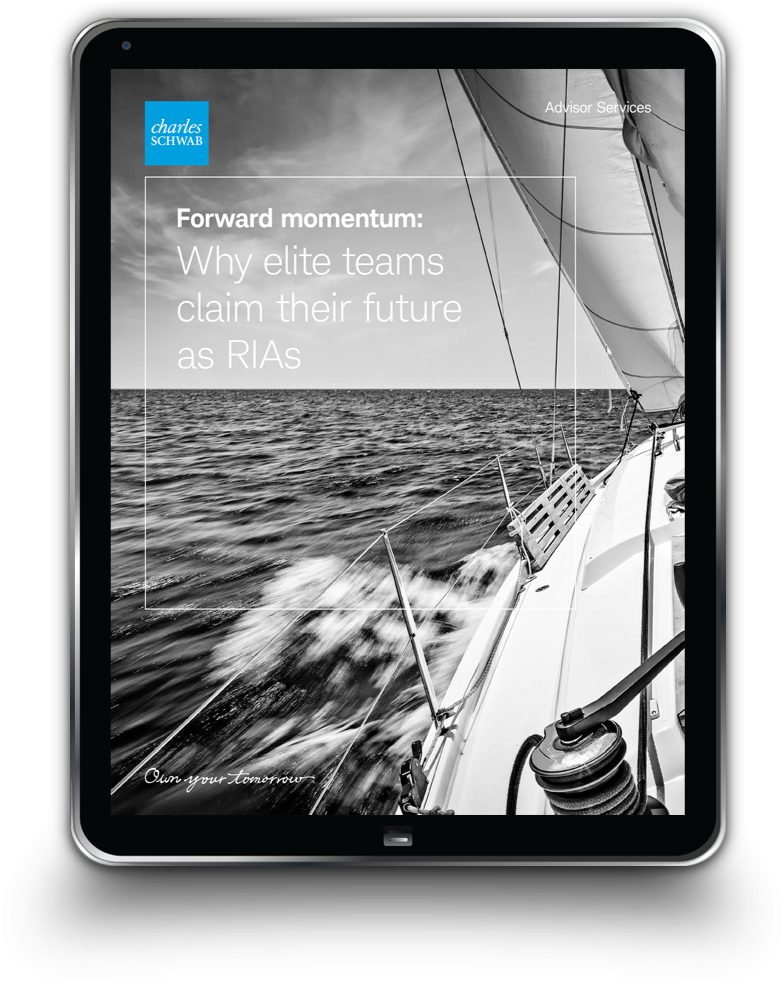 charles
SCHWAB
Advisor Services
Forward momentum:
Why elite teams
claim their future
as RIAs
Own your tomorrow